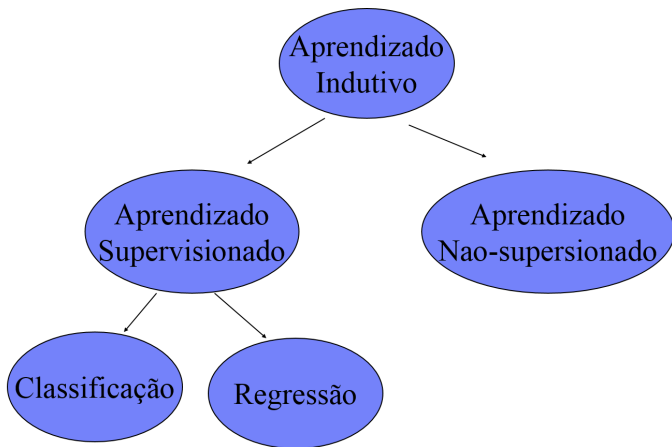 Aprendizado
Indutivo
Aprendizado
Supervisionado
Aprendizado
Nao-supersionado
Classificação
Regressão